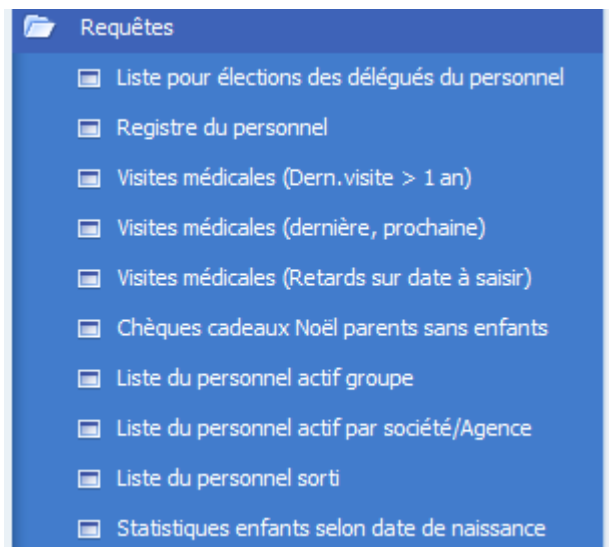 Requêtes
Liste pour élections des délégués du personnel
Registre du personnel
Visites médicales (Dern.visite > 1 an)
Visites médicales (dernière, prochaine)
Visites médicales (Retards sur date à saisir)
Chèques cadeaux Noël parents sans enfants
Liste du personnel actif groupe
Liste du personnel actif par société/Agence
Liste du personnel sorti
Statistiques enfants selon date de naissance